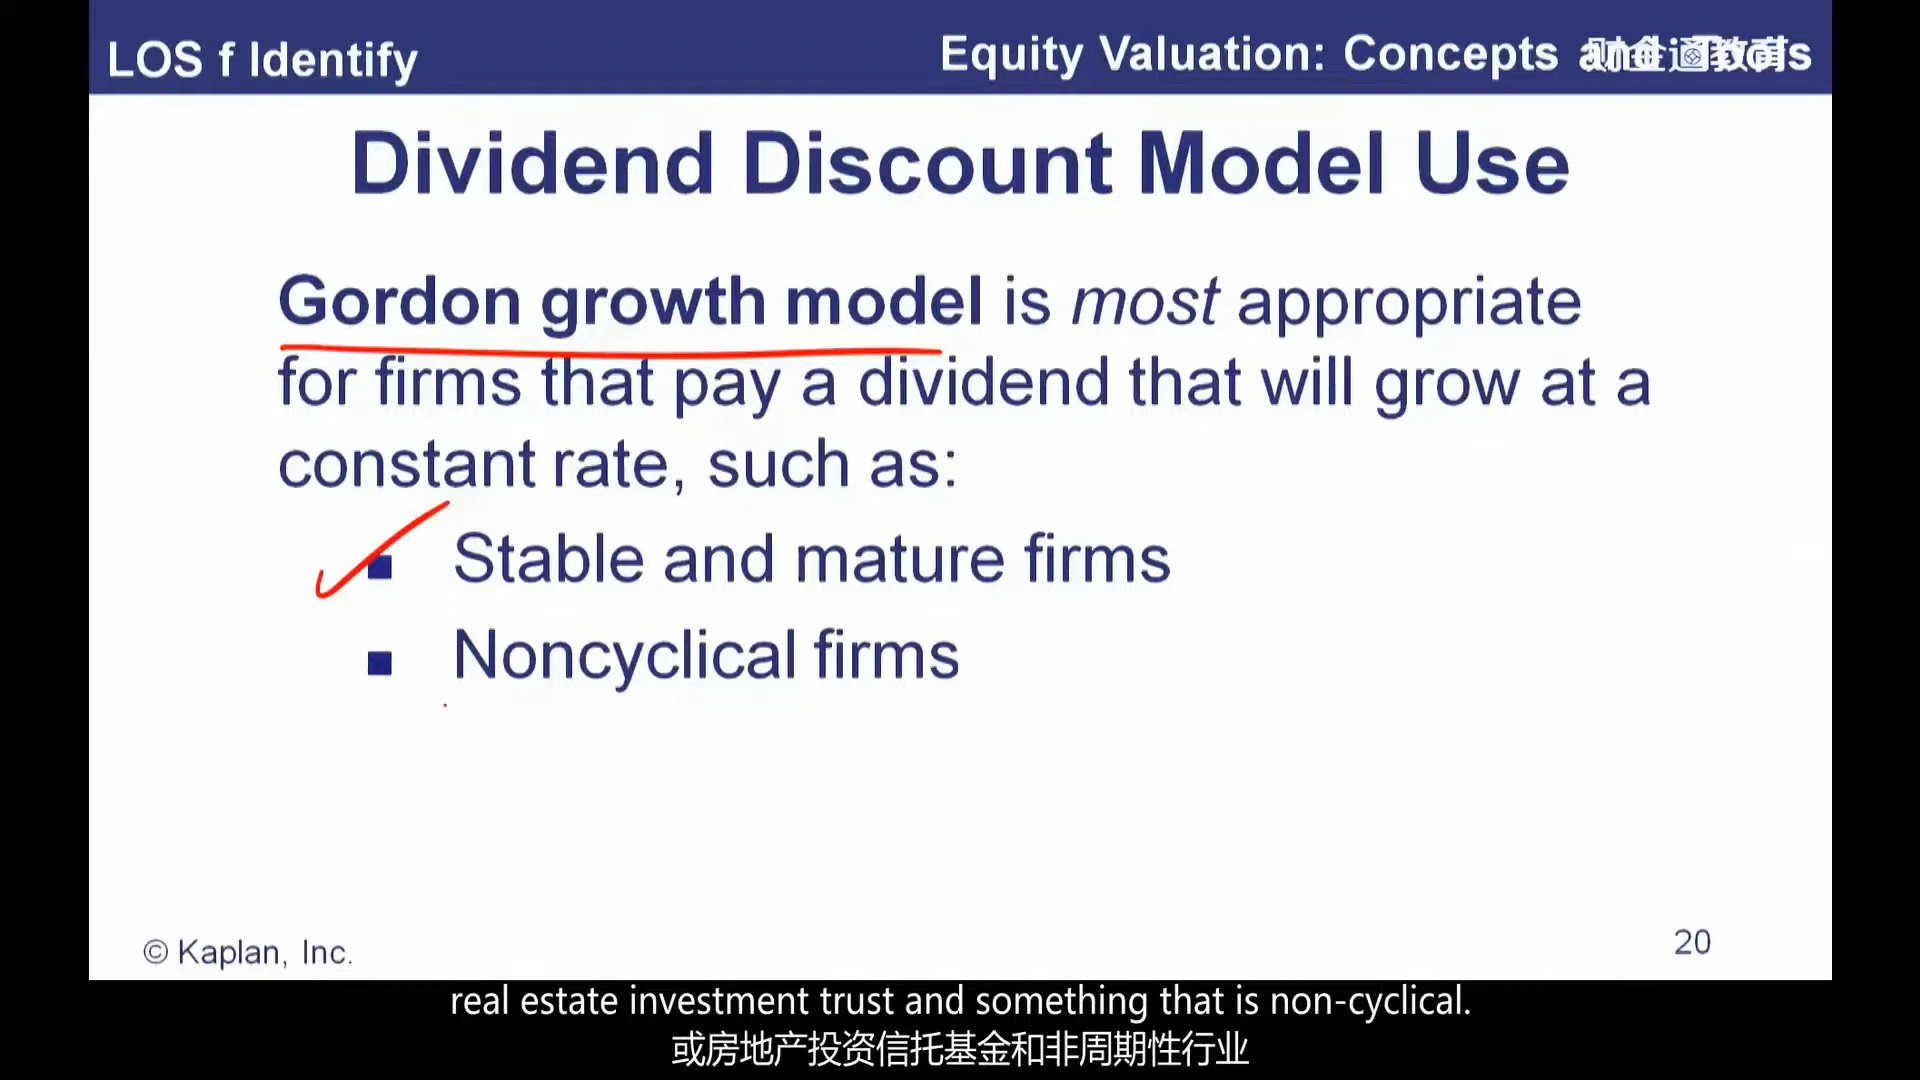 LOS f Identify
Equity Valuation: Concepts and Tools
财金通教育
Dividend Discount Model Use
Gordon growth model is most appropriate
for firms that pay a dividend that will grow at a
constant rate, such as:
■ Stable and mature firms
■ Noncyclical firms
© Kaplan, Inc.
20
real estate investment trust and something that is non-cyclical.
或房地产投资信托基金和非周期性行业